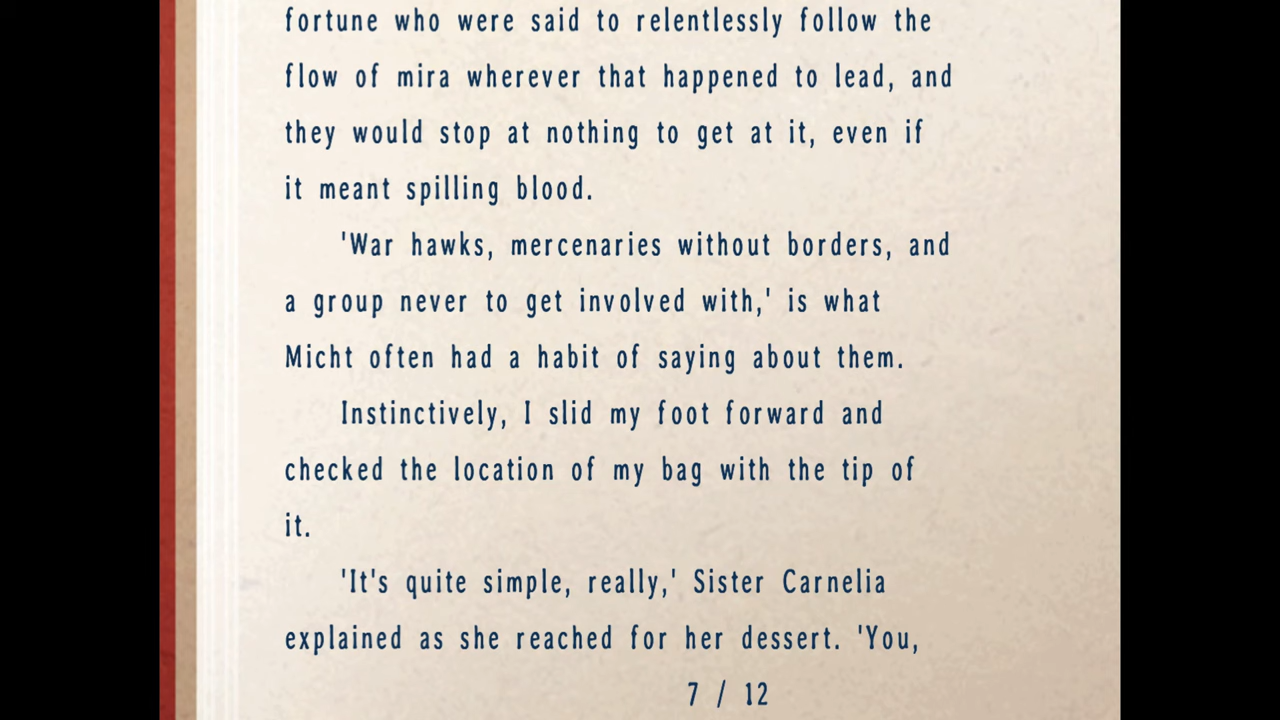 fortune who were said to relentlessly follow the
flow of mira wherever that happened to lead, and
they would stop at nothing to get at it, even if
it meant spilling blood.
'War hawks, mercenaries without borders, and
a group never to get involved with,' is what
Micht often had a habit of saying about them.
Instinctively, I slid my foot forward and
checked the location of my bag with the tip of
it.
'It's quite simple, really,' Sister Carnelia
explained as she reached for her dessert. 'You,
7 / 12